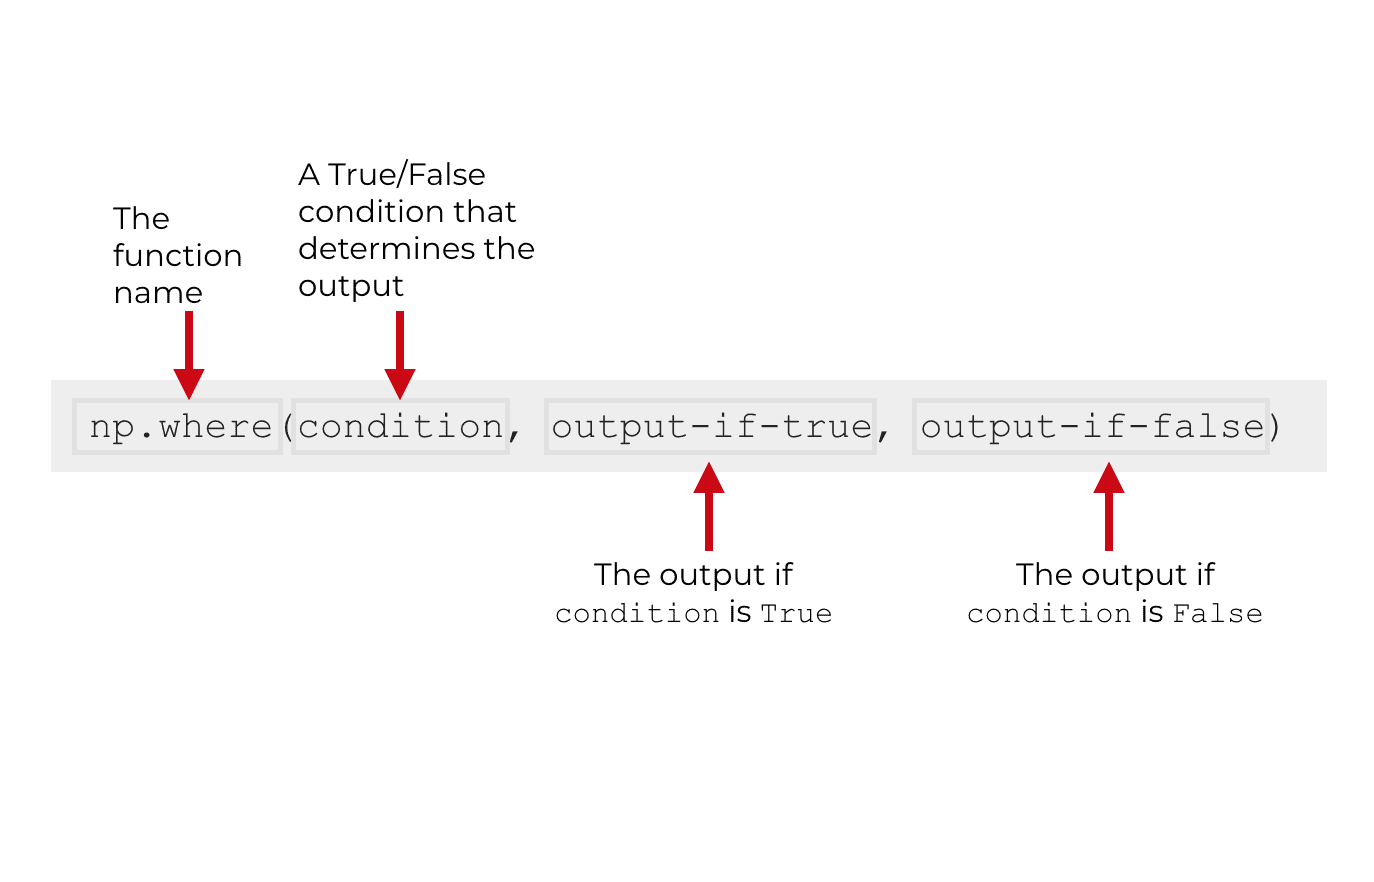 The
function
name
A True/False
condition that
determines the
output
np.where(condition, output-if-true, output-if-false)
The output if
condition is True
The output if
condition is False